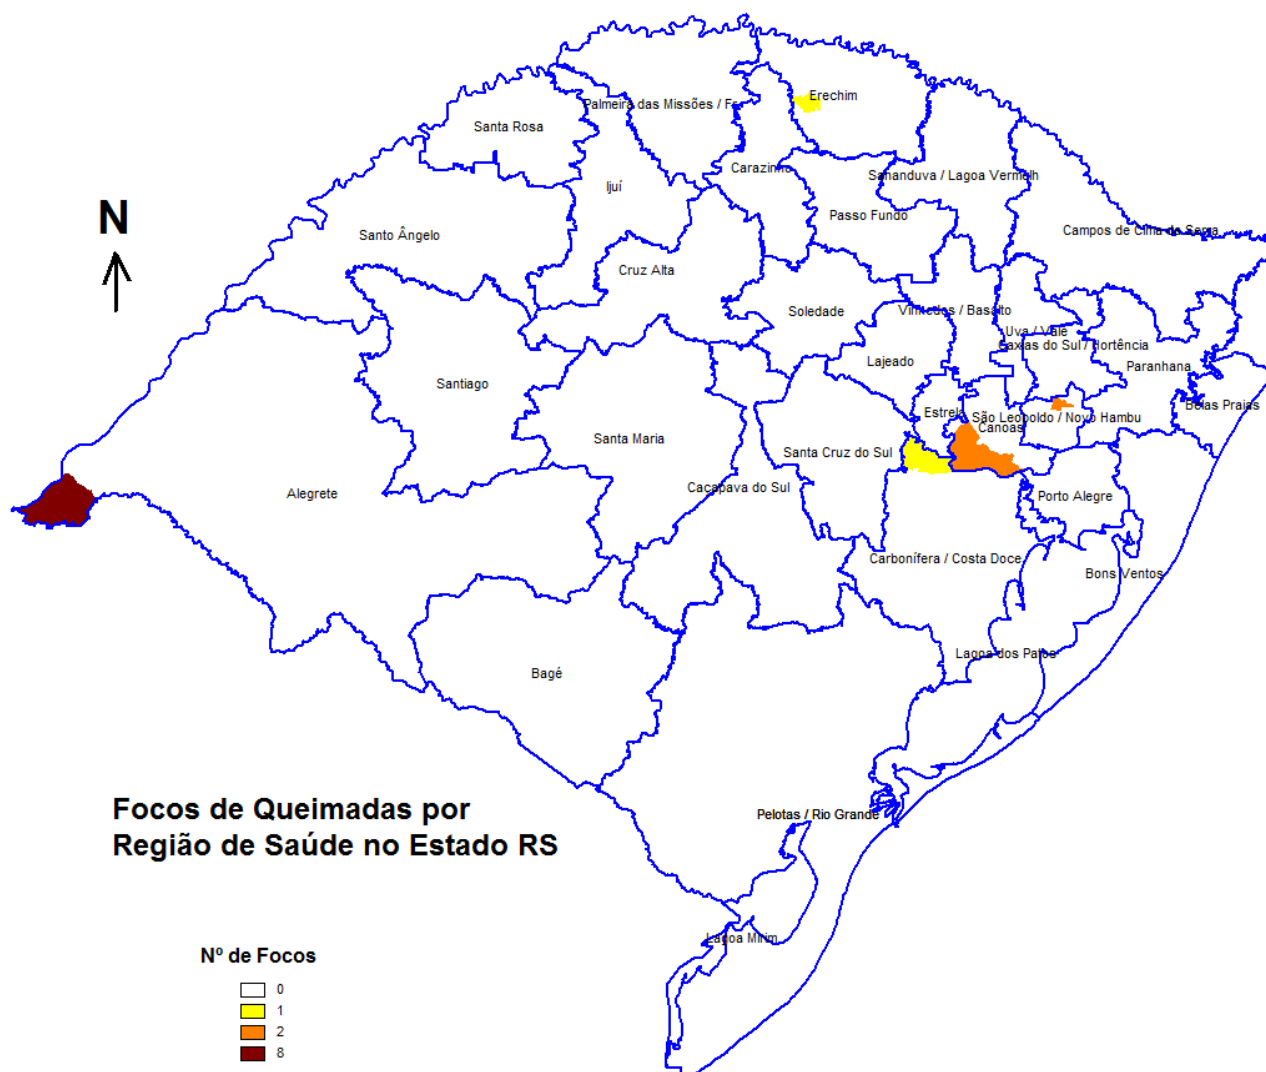 Erechim
Palmeira das Missões / Fr
Santa Rosa
Carazinho
Sananduva / Lagoa Vermelh
Ijuí
Passo Fundo
N
Santo Ângelo
Campos de Cima da Serra
Cruz Alta
Soledade
Vinhedos / Basalto
Uva / Vale
Caxias do Sul / Hortência
Lajeado
Paranhana
Santiago
Belas Praias
Estrela
São Leopoldo / Novo Hambu
Canoas
Santa Maria
Santa Cruz do Sul
Caçapava do Sul
Alegrete
Porto Alegre
Carbonífera / Costa Doce
Bons Ventos
Lagoa dos Patos
Bagé
Focos de Queimadas por
Região de Saúde no Estado RS
Pelotas / Rio Grande
Lagoa Mirim
Nº de Focos
0
1
2
8